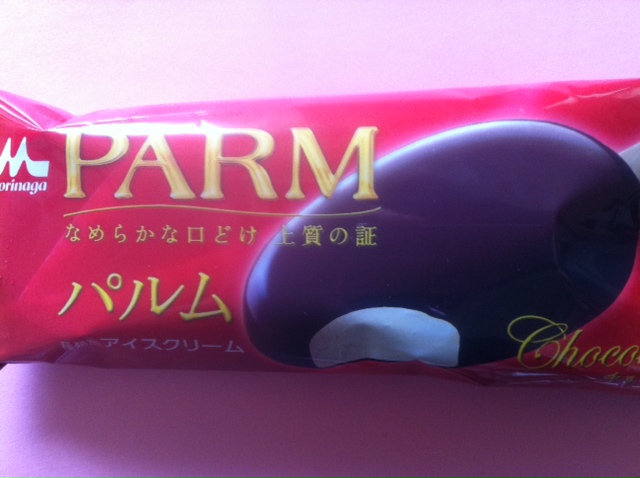 morinaga
PARM
なめらかな口どけ 上質の証
パルム
アイスクリーム